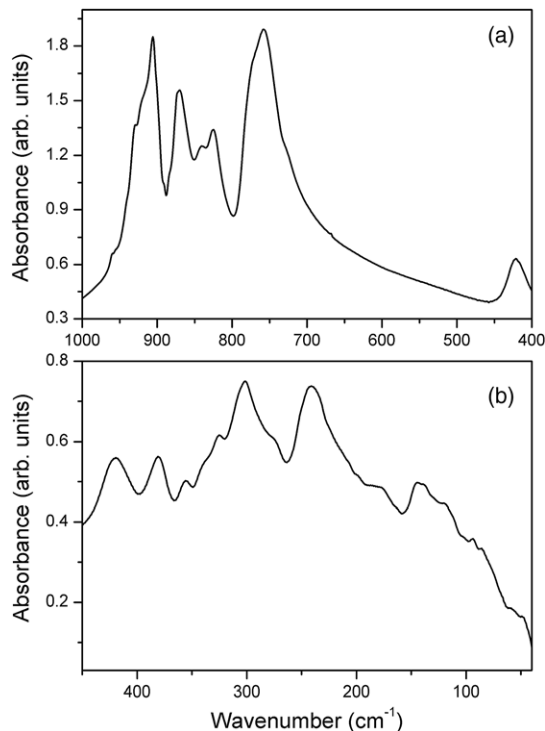 (a)
Absorbance (arb. units)
1.8
1.5
1.2
0.9
0.6
0.3
1000 900 800 700 600 500 400
(b)
Absorbance (arb. units)
0.8
0.6
0.4
0.2
400 300 200 100
Wavenumber (cm⁻¹)